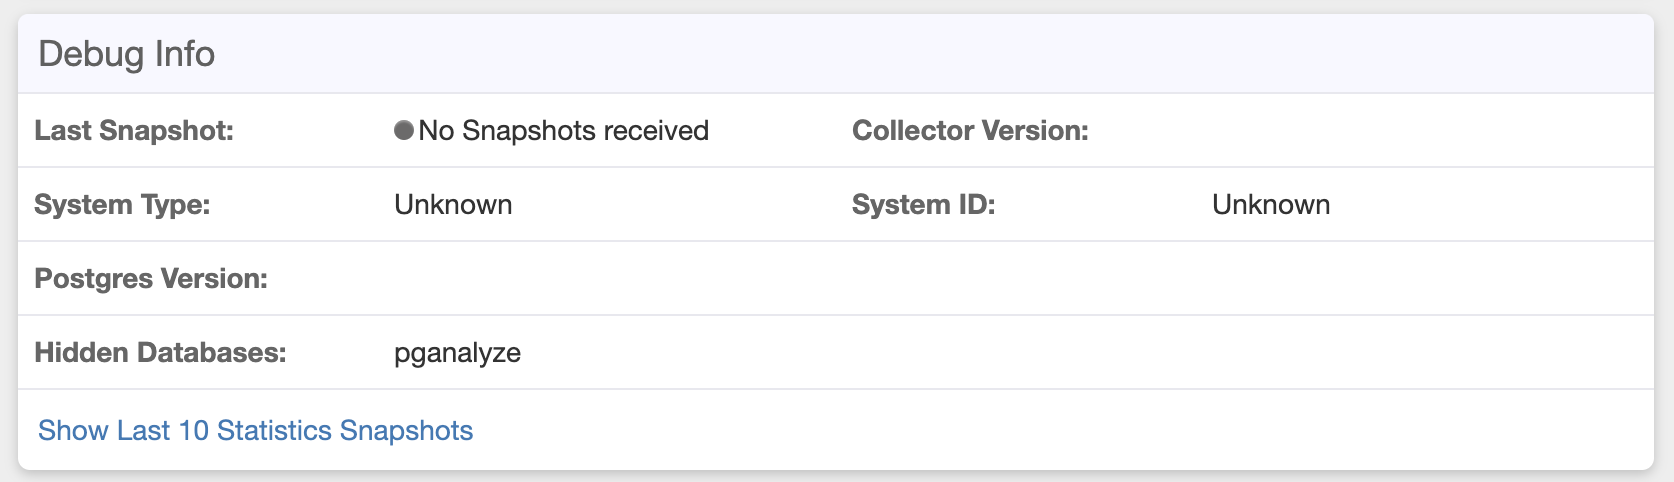 Debug Info
Last Snapshot: No Snapshots received Collector Version:
System Type: Unknown System ID: Unknown
Postgres Version:
Hidden Databases: pganalyze
Show Last 10 Statistics Snapshots